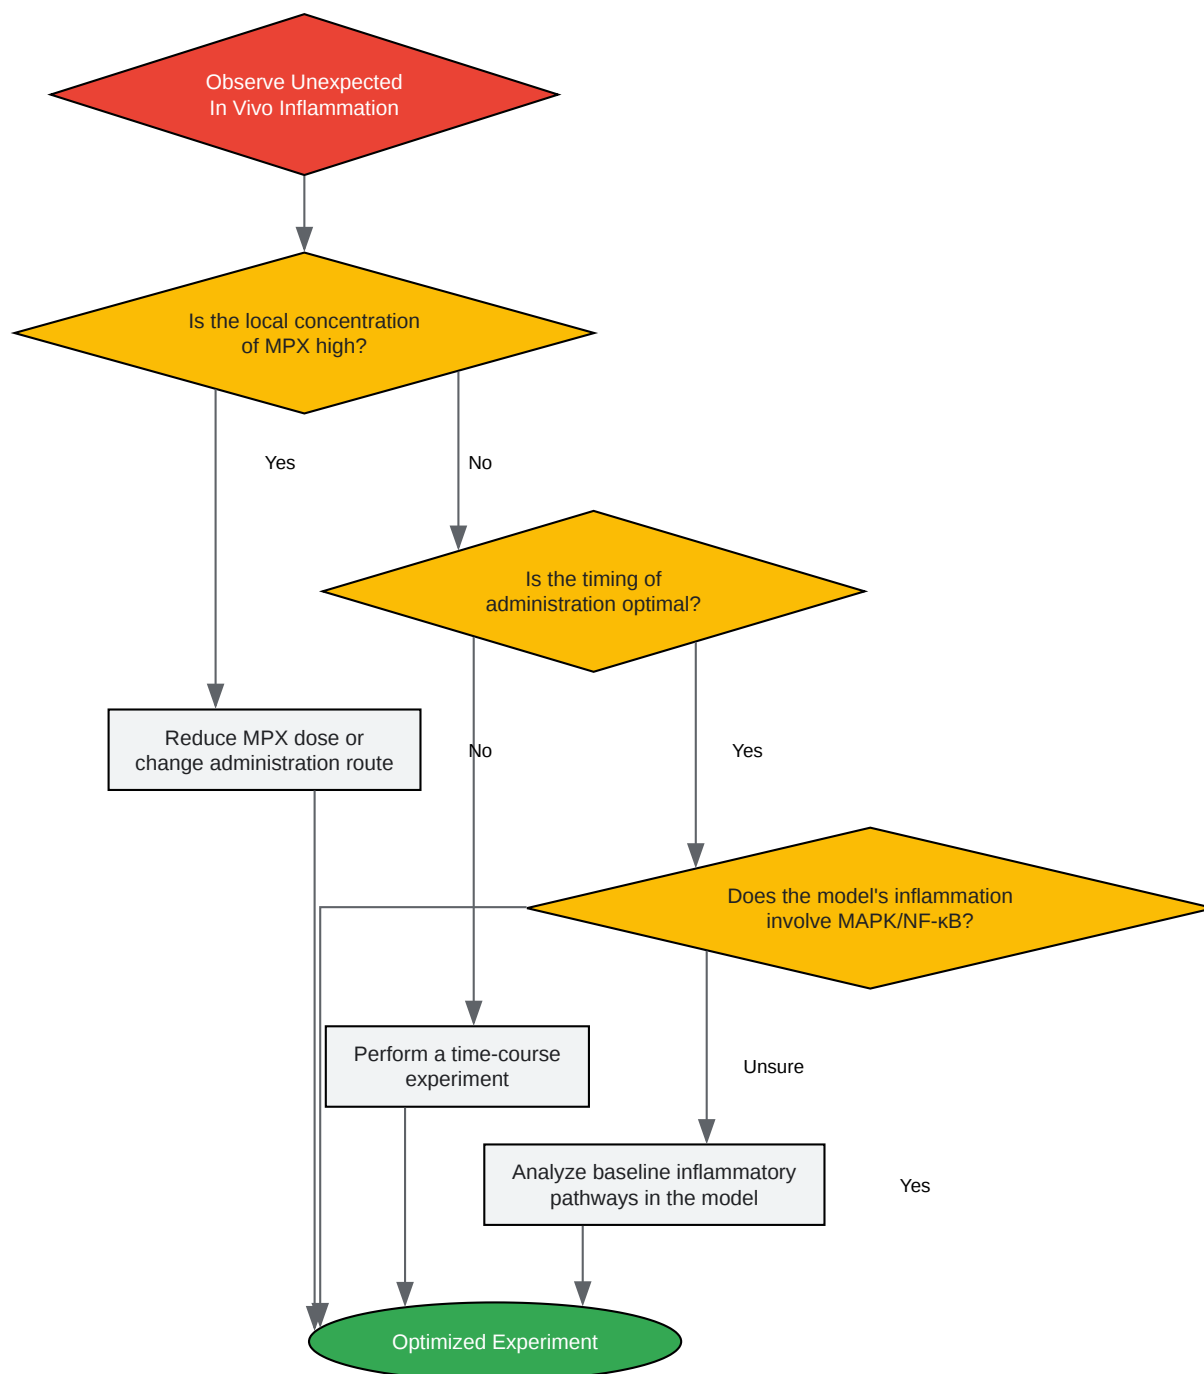 Observe Unexpected
In Vivo Inflammation
Is the local concentration
of MPX high?
Yes
No
Is the timing of
administration optimal?
Reduce MPX dose or
change administration route
No
Yes
Does the model's inflammation
involve MAPK/NF-κB?
Perform a time-course
experiment
Unsure
Analyze baseline inflammatory
pathways in the model
Yes
Optimized Experiment